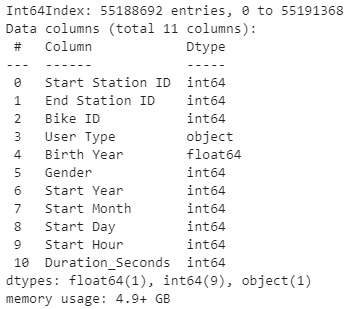 Int64Index: 55188692 entries, 0 to 55191368
Data columns (total 11 columns):
 #   Column            Dtype
---  ------            -----
 0   Start Station ID  int64
 1   End Station ID    int64
 2   Bike ID           int64
 3   User Type         object
 4   Birth Year        float64
 5   Gender            int64
 6   Start Year        int64
 7   Start Month       int64
 8   Start Day         int64
 9   Start Hour        int64
 10  Duration_Seconds  int64
dtypes: float64(1), int64(9), object(1)
memory usage: 4.9+ GB